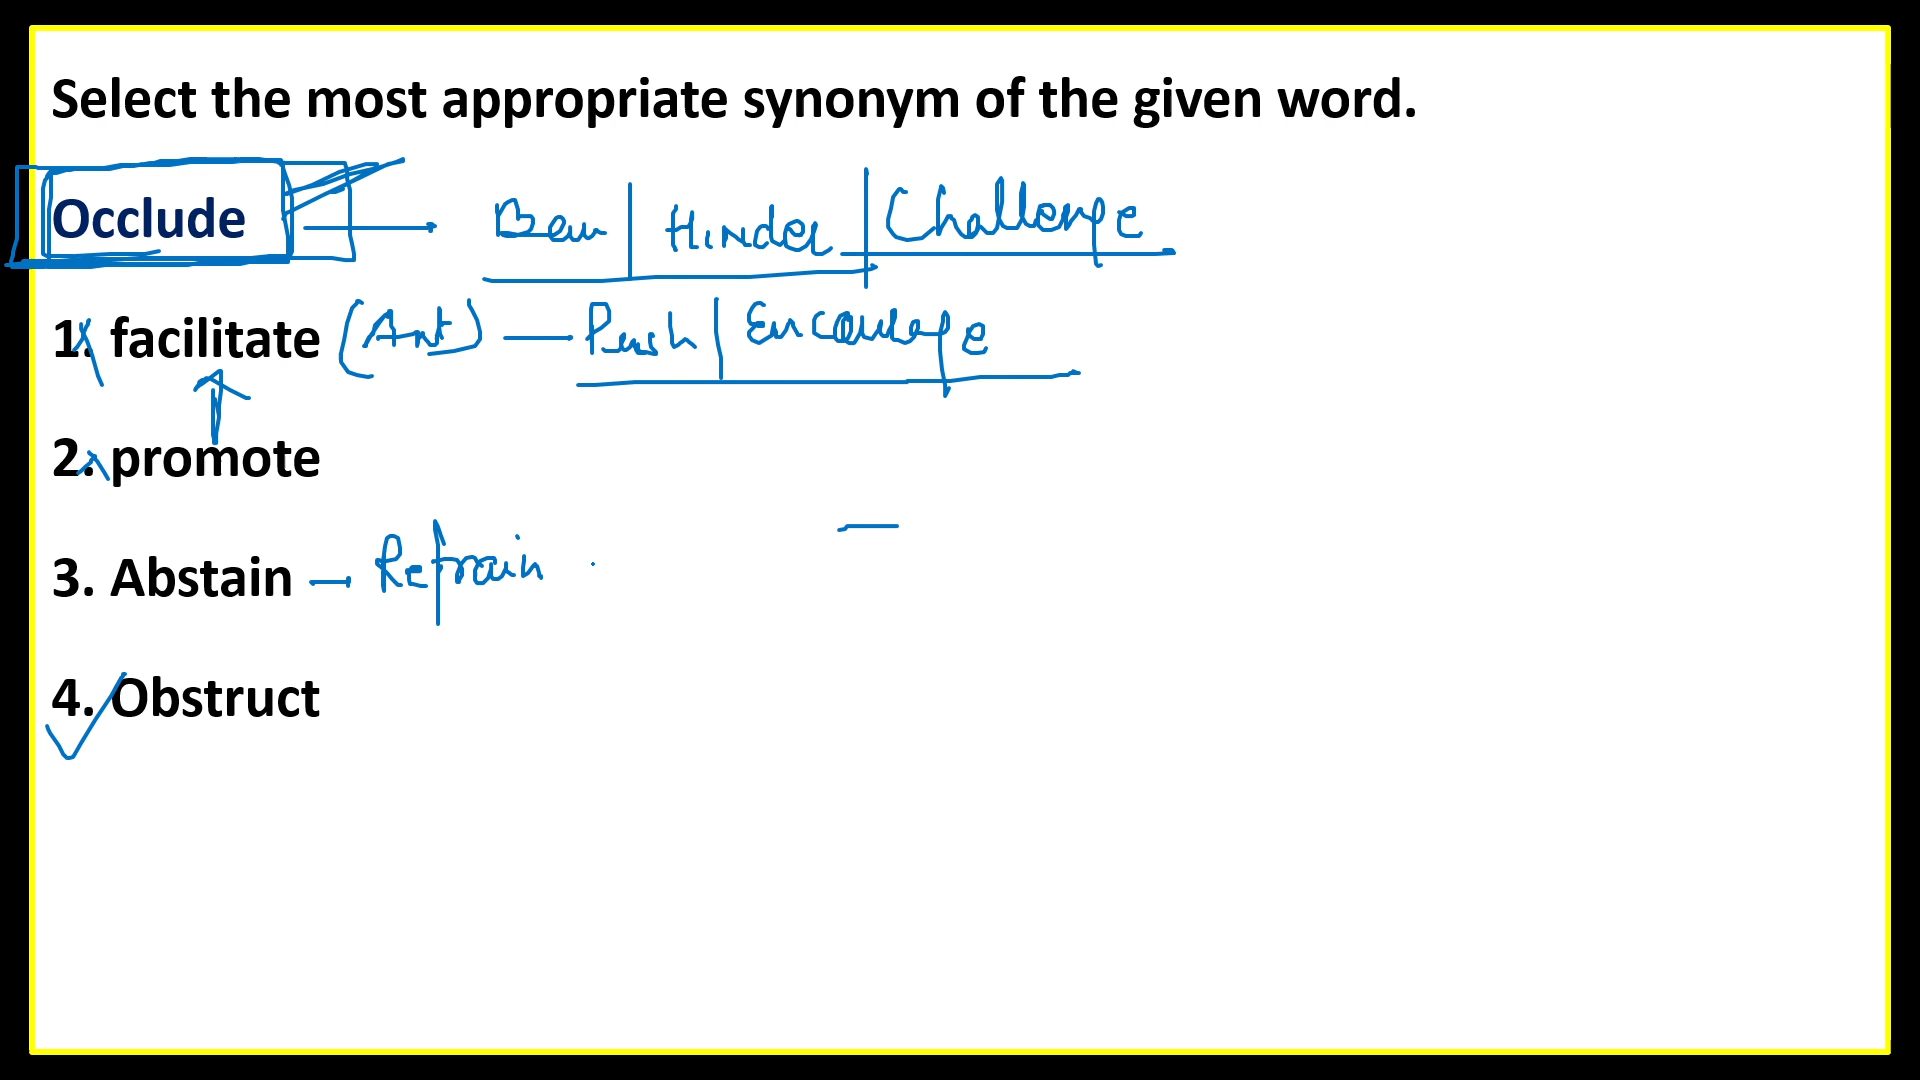 Select the most appropriate synonym of the given word.
Occlude Hinder Challenge
1. facilitate (Ant) Push Encourage
2. promote
3. Abstain Refrain
4. Obstruct